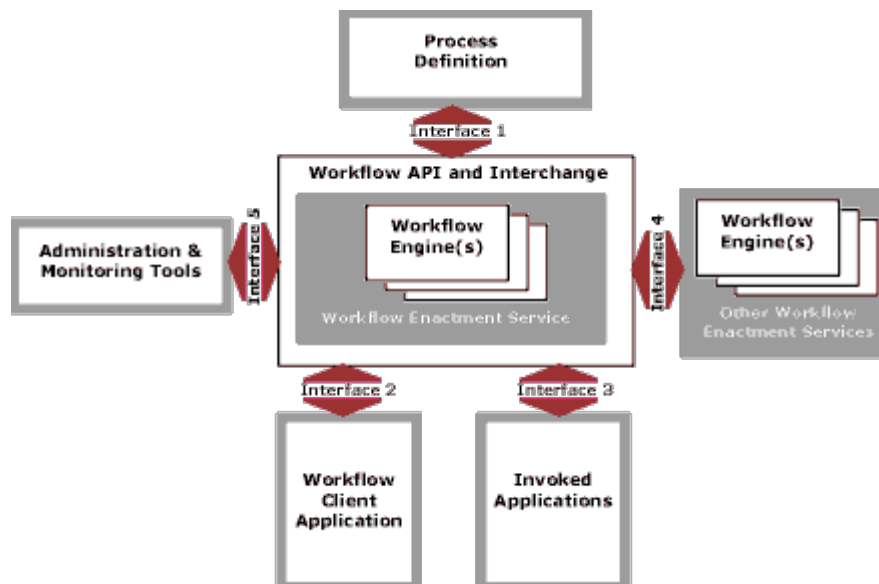 Process
Definition
Interface 1
Workflow API and Interchange
Workflow
Engine(s)
Workflow Enactment Service
Administration &
Monitoring Tools
Interface 5
Interface 4
Workflow
Engine(s)
Other Workflow
Enactment Services
Interface 2
Interface 3
Workflow
Client
Application
Invoked
Applications